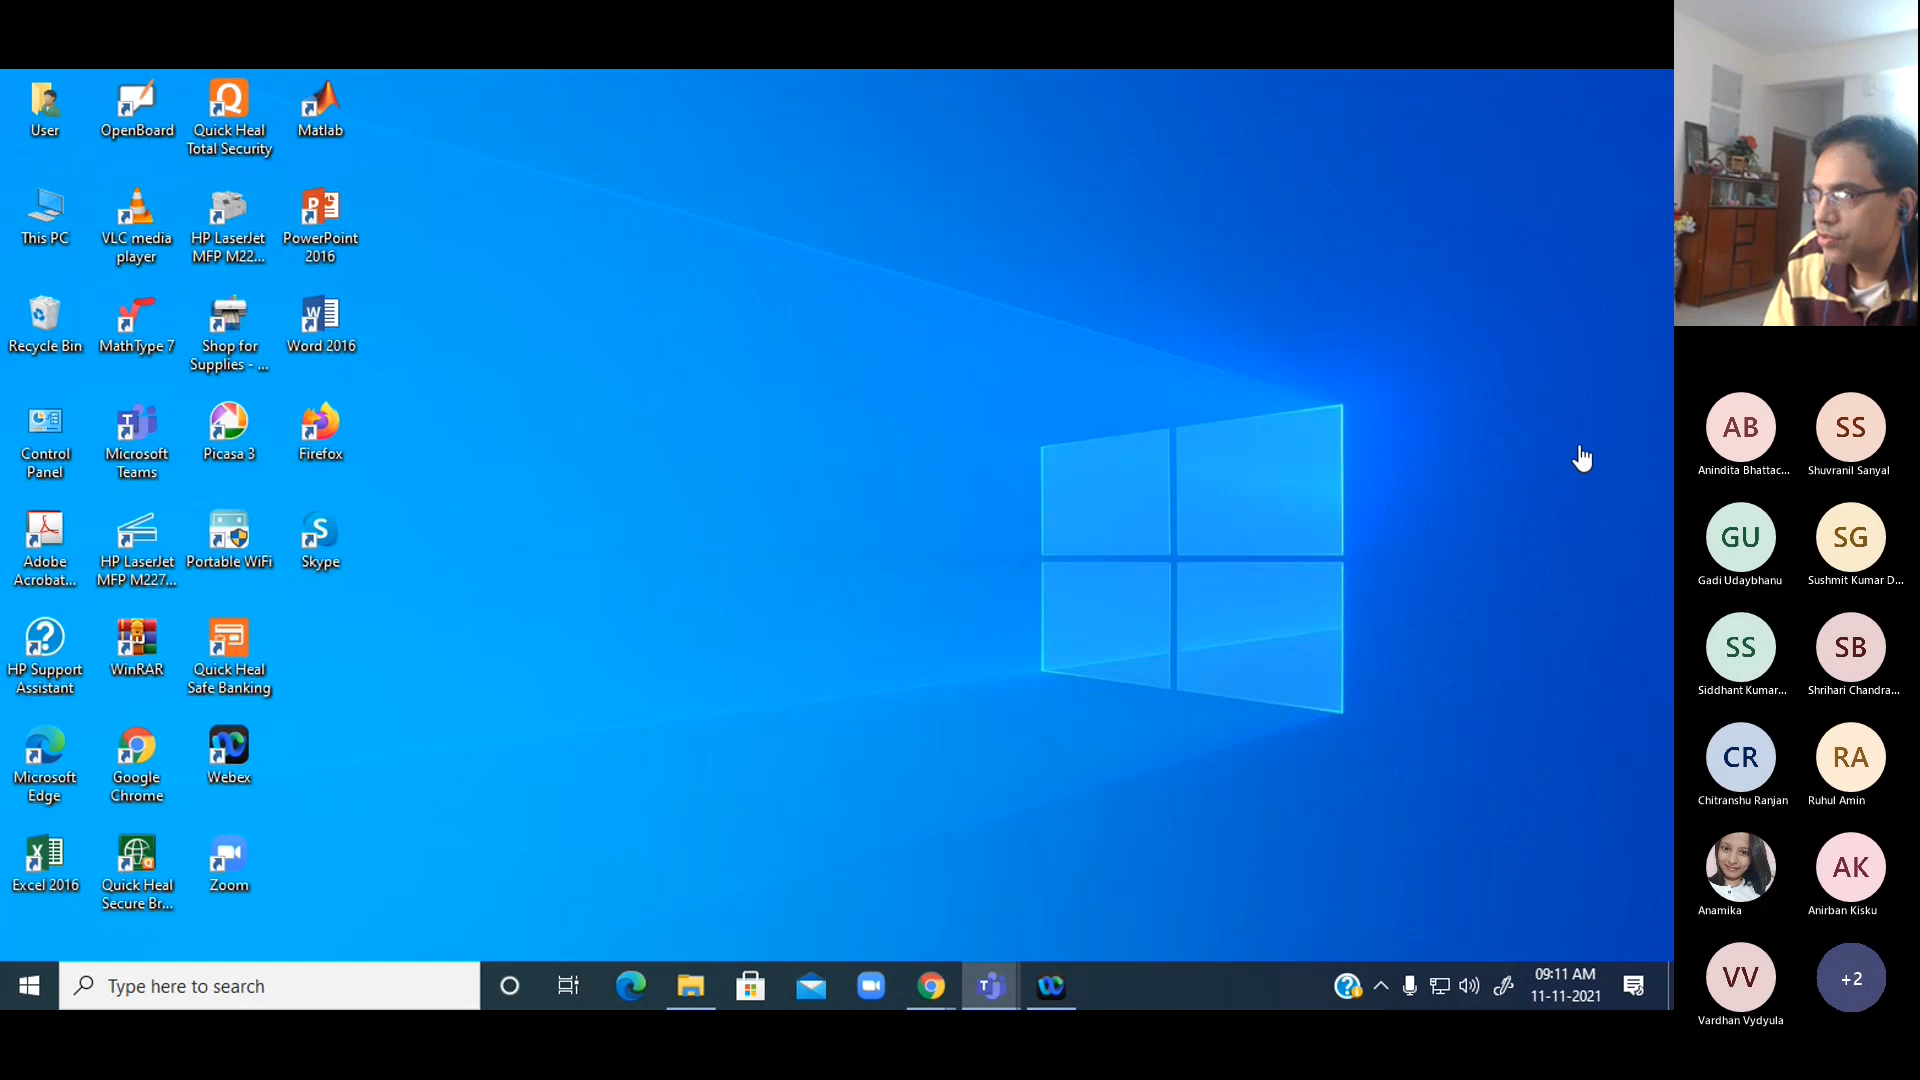 User
OpenBoard
Quick Heal
Total Security
Matlab
This PC
VLC media
player
HP LaserJet
MFP M22...
PowerPoint
2016
Recycle Bin
MathType 7
Shop for
Supplies - ...
Word 2016
Control
Panel
Microsoft
Teams
Picasa 3
Firefox
Adobe
Acrobat...
HP LaserJet
MFP M227...
Portable WiFi
Skype
HP Support
Assistant
WinRAR
Quick Heal
Safe Banking
Microsoft
Edge
Google
Chrome
Webex
Excel 2016
Quick Heal
Secure Br...
Zoom
Type here to search
09:11 AM
11-11-2021
AB
Anindita Bhattac...
SS
Shuvranil Sanyal
GU
Gadi Udaybhanu
SG
Sushmit Kumar D...
SS
Siddhant Kumar...
SB
Shrihari Chandra...
CR
Chitranshu Ranjan
RA
Ruhul Amin
Anamika
AK
Anirban Kisku
VV
Vardhan Vydyula
+2